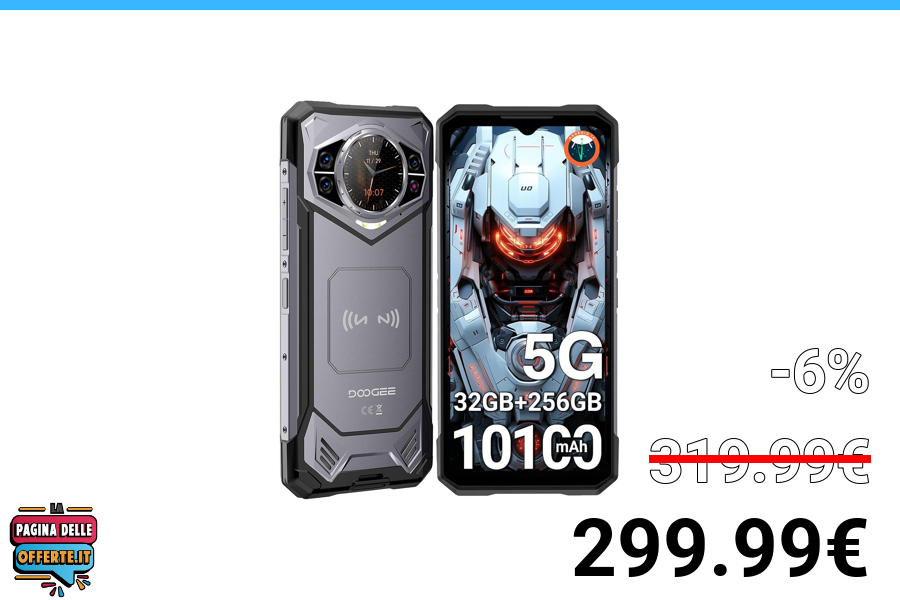 THU
11 / 29
10:07
DOOGEE
CE
5G
32GB+256GB
10100
mAh
-6%
319.99€
299.99€
LA
PAGINA DELLE
OFFERTE.IT